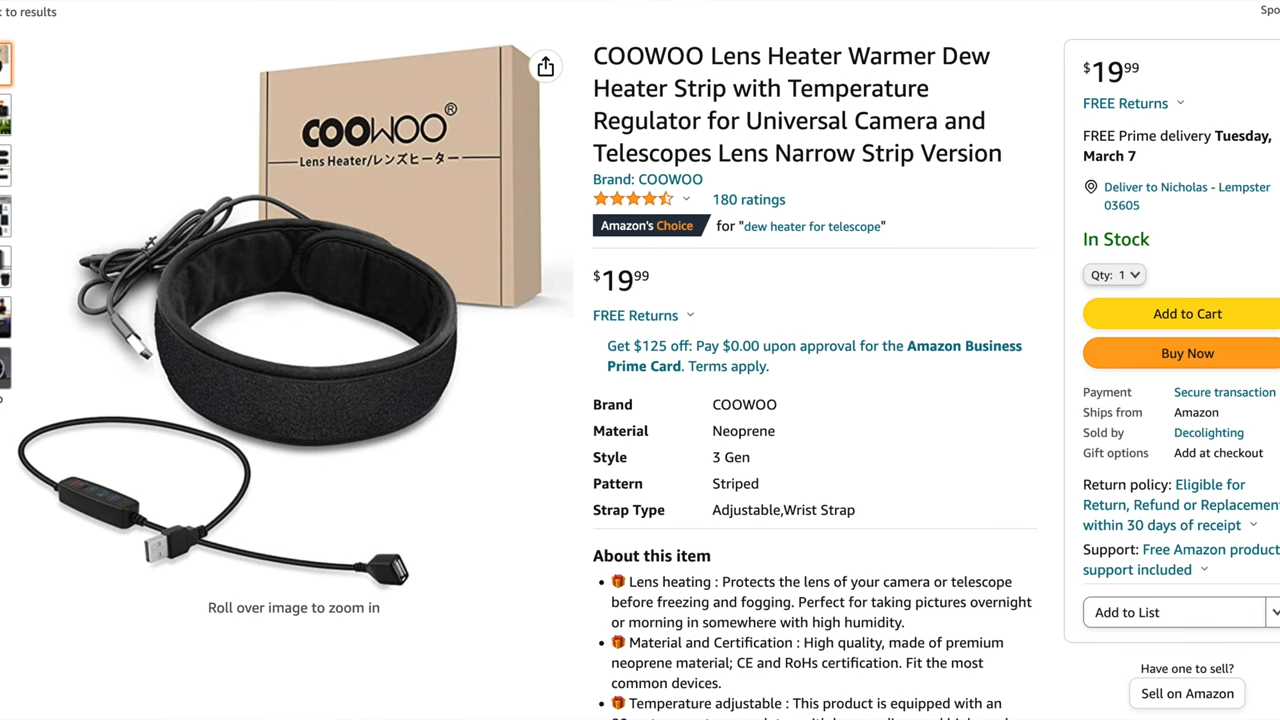 to results
Spo
COOWOO®
Lens Heater/レンズヒーター
Roll over image to zoom in
COOWOO Lens Heater Warmer Dew
Heater Strip with Temperature
Regulator for Universal Camera and
Telescopes Lens Narrow Strip Version
Brand: COOWOO
180 ratings
Amazon's Choice for "dew heater for telescope"
$19 99
FREE Returns
Get $125 off: Pay $0.00 upon approval for the Amazon Business
Prime Card. Terms apply.
Brand COOWOO
Material Neoprene
Style 3 Gen
Pattern Striped
Strap Type Adjustable,Wrist Strap
About this item
• 🎁 Lens heating : Protects the lens of your camera or telescope
before freezing and fogging. Perfect for taking pictures overnight
or morning in somewhere with high humidity.
• 🎁 Material and Certification : High quality, made of premium
neoprene material; CE and RoHs certification. Fit the most
common devices.
• 🎁 Temperature adjustable : This product is equipped with an
$19 99
FREE Returns
FREE Prime delivery Tuesday,
March 7
Deliver to Nicholas - Lempster
03605
In Stock
Qty: 1
Add to Cart
Buy Now
Payment Secure transaction
Ships from Amazon
Sold by Decolighting
Gift options Add at checkout
Return policy: Eligible for
Return, Refund or Replacement
within 30 days of receipt
Support: Free Amazon product
support included
Add to List
Have one to sell?
Sell on Amazon